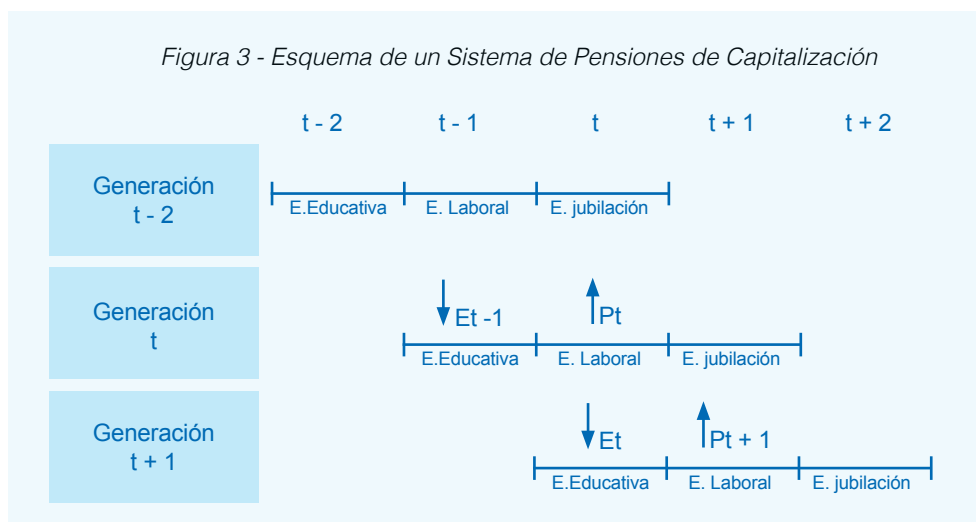 Figura 3 - Esquema de un Sistema de Pensiones de Capitalización
t - 2 t - 1 t t + 1 t + 2
Generación
t - 2
E.Educativa E. Laboral E. jubilación
Generación
t
Et -1 Pt
E.Educativa E. Laboral E. jubilación
Generación
t + 1
Et Pt + 1
E.Educativa E. Laboral E. jubilación